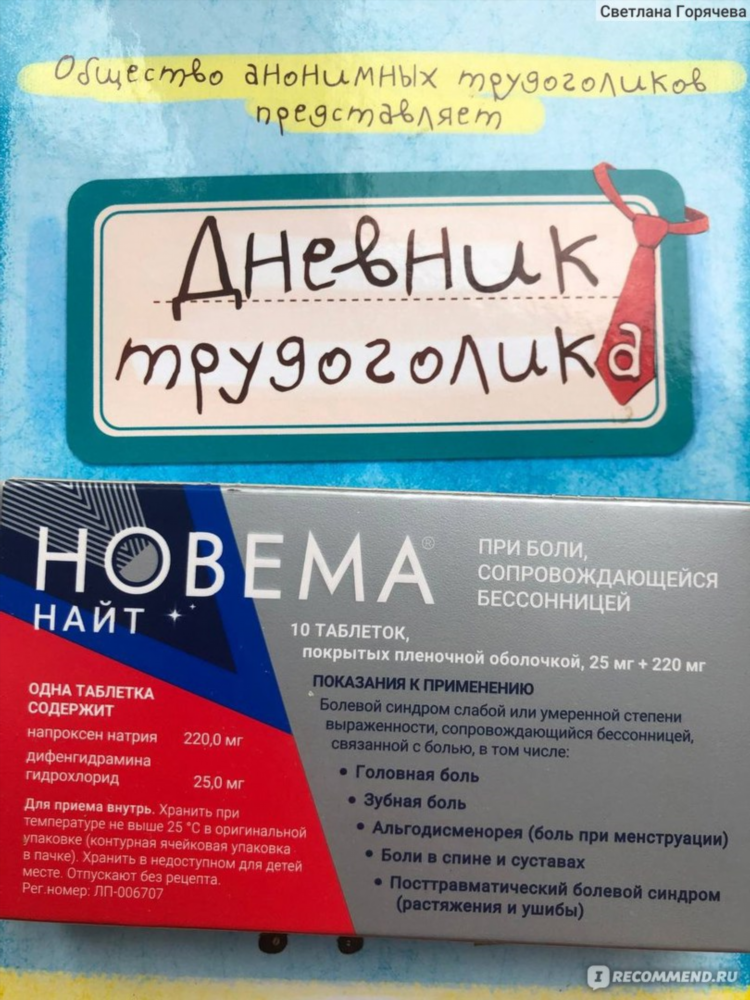 Светлана Горячева
Общество анонимных трудоголиков
представляет
Дневник
трудоголика
НОВЕМА®
НАЙТ
ПРИ БОЛИ,
СОПРОВОЖДАЮЩЕЙСЯ
БЕССОННИЦЕЙ
10 ТАБЛЕТОК,
покрытых пленочной оболочкой, 25 мг + 220 мг
ОДНА ТАБЛЕТКА
СОДЕРЖИТ
напроксен натрия 220,0 мг
дифенгидрамина
гидрохлорид 25,0 мг
Для приема внутрь. Хранить при
температуре не выше 25 °С в оригинальной
упаковке (контурная ячейковая упаковка
в пачке). Хранить в недоступном для детей
месте. Отпускают без рецепта.
Рег.номер: ЛП-006707
ПОКАЗАНИЯ К ПРИМЕНЕНИЮ
Болевой синдром слабой или умеренной степени
выраженности, сопровождающийся бессонницей,
связанной с болью, в том числе:
• Головная боль
• Зубная боль
• Альгодисменорея (боль при менструации)
• Боли в спине и суставах
• Посттравматический болевой синдром
(растяжения и ушибы)
I RECOMMEND.RU